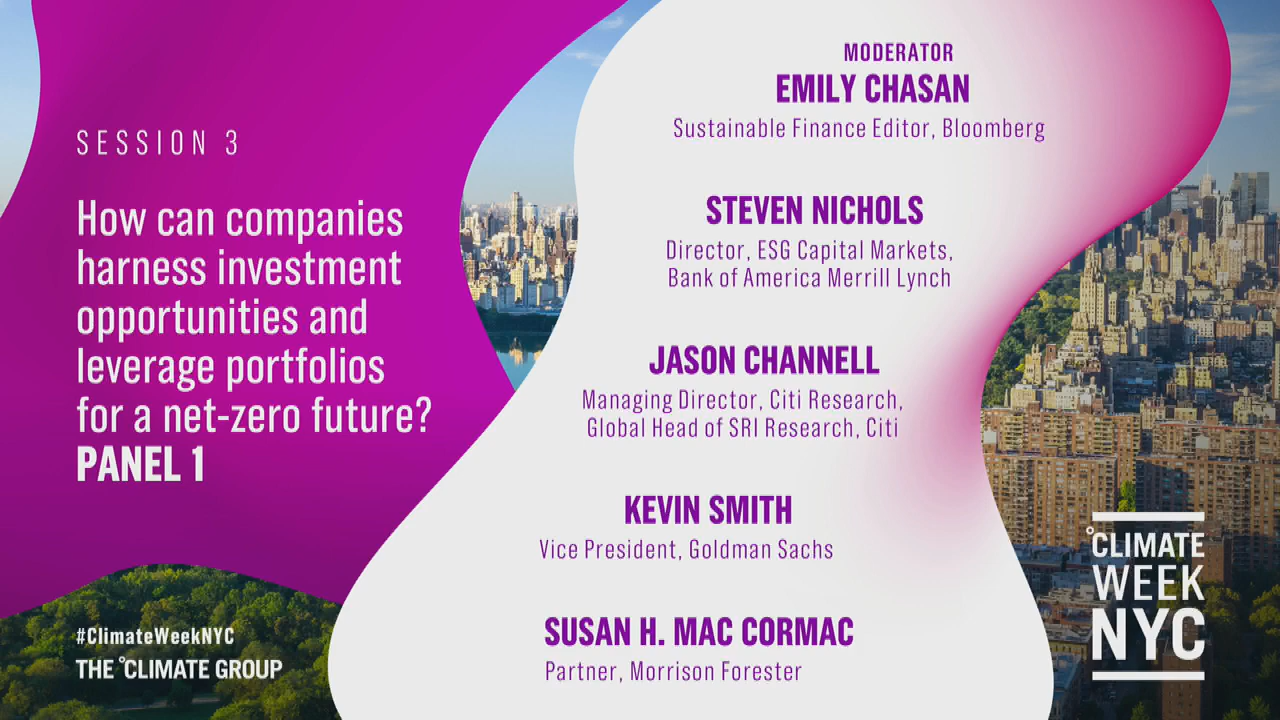 SESSION 3
How can companies
harness investment
opportunities and
leverage portfolios
for a net-zero future?
PANEL 1
#ClimateWeekNYC
THE °CLIMATE GROUP
MODERATOR
EMILY CHASAN
Sustainable Finance Editor, Bloomberg
STEVEN NICHOLS
Director, ESG Capital Markets,
Bank of America Merrill Lynch
JASON CHANNELL
Managing Director, Citi Research,
Global Head of SRI Research, Citi
KEVIN SMITH
Vice President, Goldman Sachs
SUSAN H. MAC CORMAC
Partner, Morrison Forester
°CLIMATE
WEEK
NYC